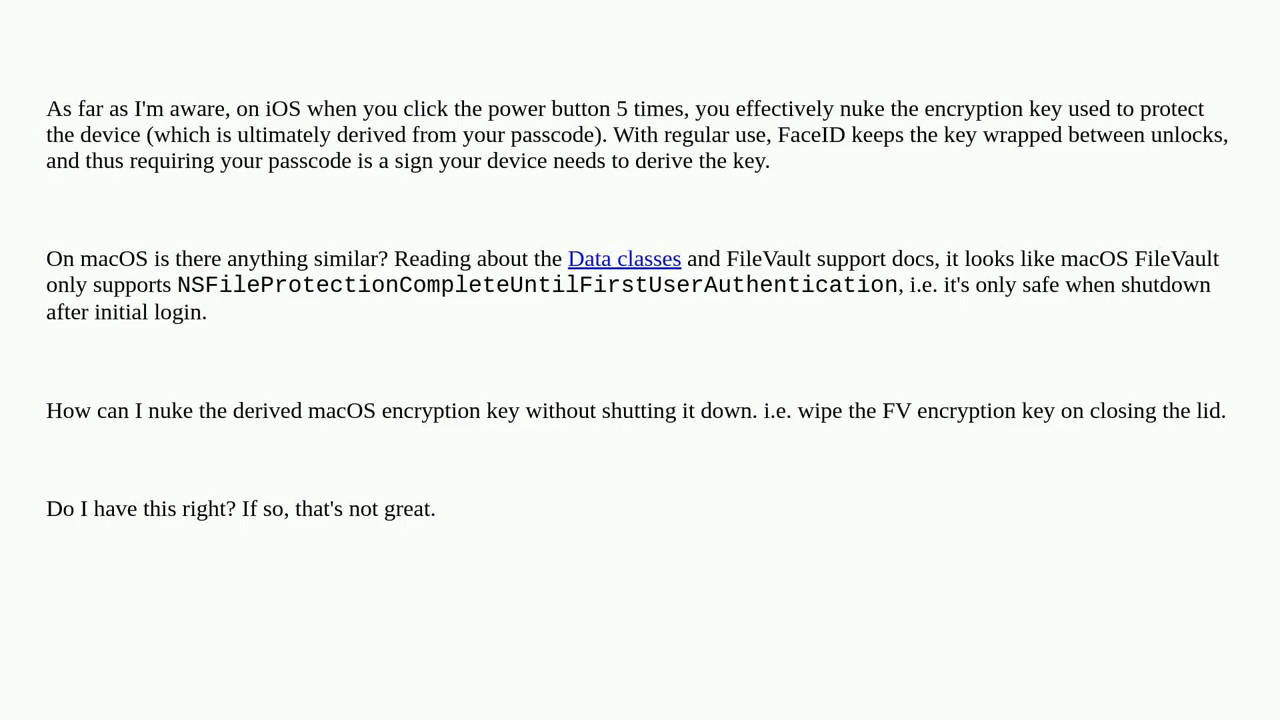 As far as I'm aware, on iOS when you click the power button 5 times, you effectively nuke the encryption key used to protect
the device (which is ultimately derived from your passcode). With regular use, FaceID keeps the key wrapped between unlocks,
and thus requiring your passcode is a sign your device needs to derive the key.
On macOS is there anything similar? Reading about the Data classes and FileVault support docs, it looks like macOS FileVault
only supports NSFileProtectionCompleteUntilFirstUserAuthentication, i.e. it's only safe when shutdown
after initial login.
How can I nuke the derived macOS encryption key without shutting it down. i.e. wipe the FV encryption key on closing the lid.
Do I have this right? If so, that's not great.